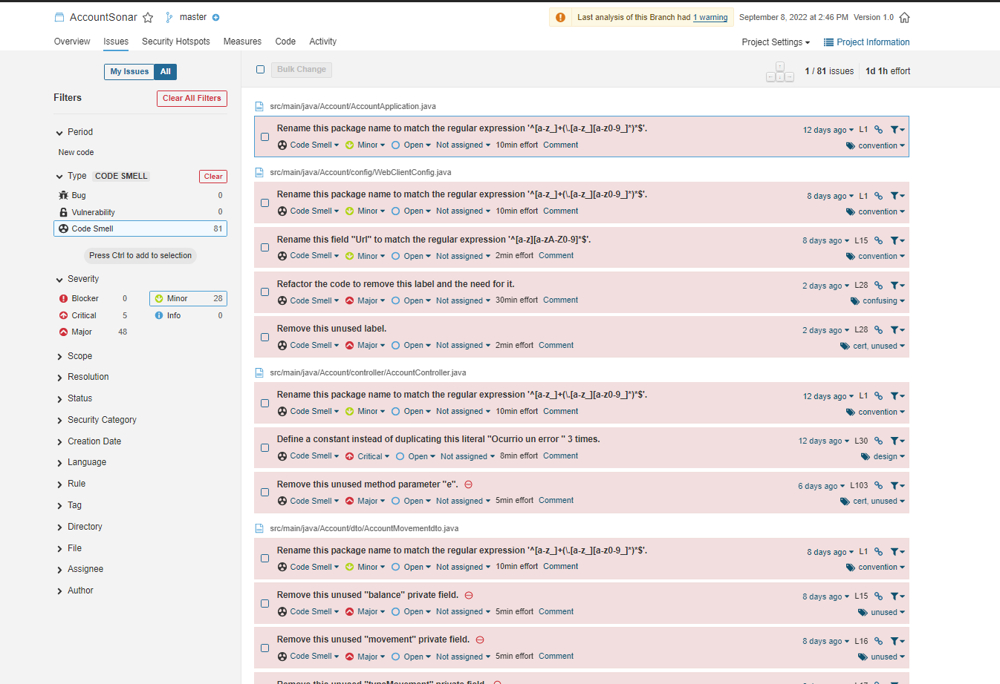 AccountSonar master
Last analysis of this Branch had 1 warning September 8, 2022 at 2:46 PM Version 1.0
Overview Issues Security Hotspots Measures Code Activity Project Settings Project Information
My Issues All
Bulk Change
1 / 81 issues 1d 1h effort
Filters
Clear All Filters
Period
New code
Type CODE SMELL Clear
Bug 0
Vulnerability 0
Code Smell 81
Press Ctrl to add to selection
Severity
Blocker 0 Minor 28
Critical 5 Info 0
Major 48
Scope
Resolution
Status
Security Category
Creation Date
Language
Rule
Tag
Directory
File
Assignee
Author
src/main/java/Account/AccountApplication.java
Rename this package name to match the regular expression '^[a-z_]+(\.[a-z_][a-z0-9_]*)*$'. 12 days ago L1
Code Smell Minor Open Not assigned 10min effort Comment convention
src/main/java/Account/config/WebClientConfig.java
Rename this package name to match the regular expression '^[a-z_]+(\.[a-z_][a-z0-9_]*)*$'. 8 days ago L1
Code Smell Minor Open Not assigned 10min effort Comment convention
Rename this field "Url" to match the regular expression '^[a-z][a-zA-Z0-9]*$'. 8 days ago L15
Code Smell Minor Open Not assigned 2min effort Comment convention
Refactor the code to remove this label and the need for it. 2 days ago L28
Code Smell Major Open Not assigned 30min effort Comment confusing
Remove this unused label. 2 days ago L28
Code Smell Major Open Not assigned 2min effort Comment cert, unused
src/main/java/Account/controller/AccountController.java
Rename this package name to match the regular expression '^[a-z_]+(\.[a-z_][a-z0-9_]*)*$'. 12 days ago L1
Code Smell Minor Open Not assigned 10min effort Comment convention
Define a constant instead of duplicating this literal "Ocurrio un error " 3 times. 12 days ago L30
Code Smell Critical Open Not assigned 8min effort Comment design
Remove this unused method parameter "e". 6 days ago L103
Code Smell Major Open Not assigned 5min effort Comment cert, unused
src/main/java/Account/dto/AccountMovementdto.java
Rename this package name to match the regular expression '^[a-z_]+(\.[a-z_][a-z0-9_]*)*$'. 8 days ago L1
Code Smell Minor Open Not assigned 10min effort Comment convention
Remove this unused "balance" private field. 8 days ago L15
Code Smell Major Open Not assigned 5min effort Comment unused
Remove this unused "movement" private field. 8 days ago L16
Code Smell Major Open Not assigned 5min effort Comment unused
Remove this unused "typeMovement" private field.